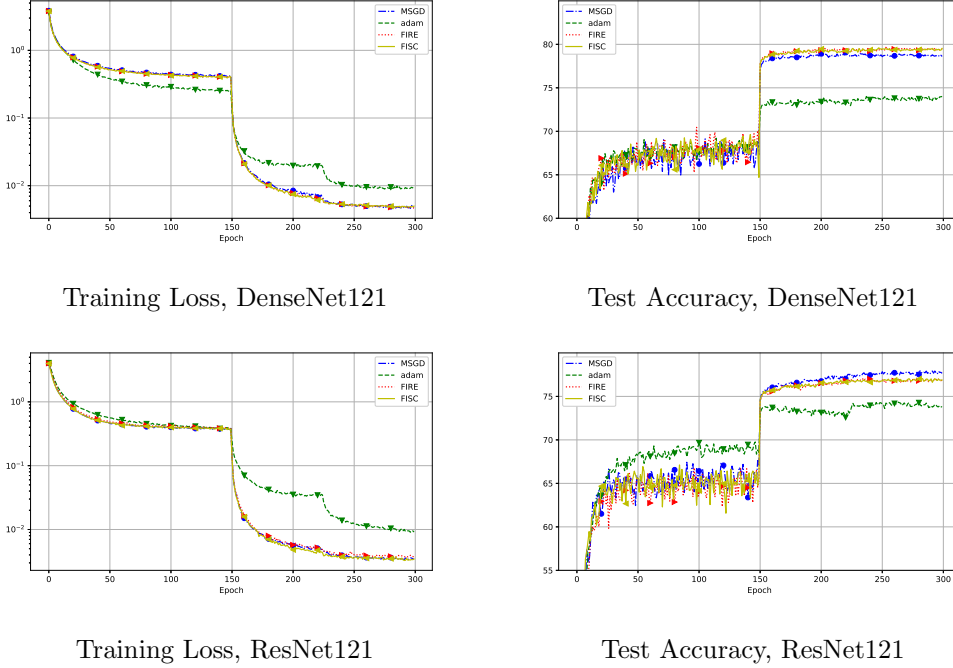 MSGD
adam
FIRE
FISC
10^0
10^-1
10^-2
0 50 100 150 200 250 300
Epoch
MSGD
adam
FIRE
FISC
80
75
70
65
60
0 50 100 150 200 250 300
Epoch
Training Loss, DenseNet121
Test Accuracy, DenseNet121
MSGD
adam
FIRE
FISC
10^0
10^-1
10^-2
0 50 100 150 200 250 300
Epoch
MSGD
adam
FIRE
FISC
75
70
65
60
55
0 50 100 150 200 250 300
Epoch
Training Loss, ResNet121
Test Accuracy, ResNet121